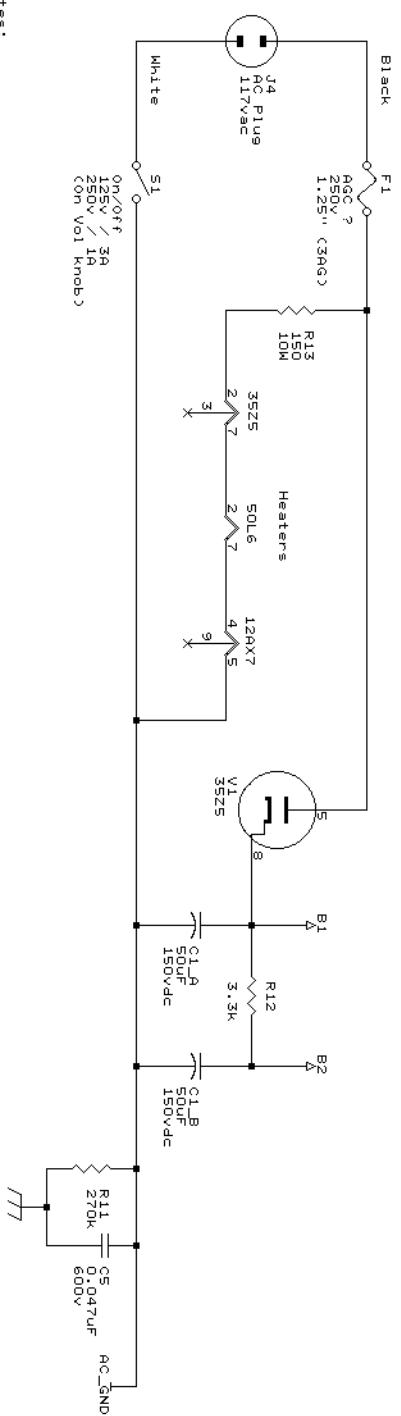 Black
F1
AGC ?
250v
1.25" (3AG)
J4
AC Plug
117vac
White
S1
On/Off
125v / 3A
250v / 1A
(On Vol knob)
R13
150
10W
35Z5
2
3
7
Heaters
50L6
2
7
12AX7
4
9
5
5
V1
35Z5
8
B1
R12
3.3k
B2
C1_A
50uF
150vdc
C1_B
50uF
150vdc
R11
270k
C5
0.047uF
600v
AC_GND